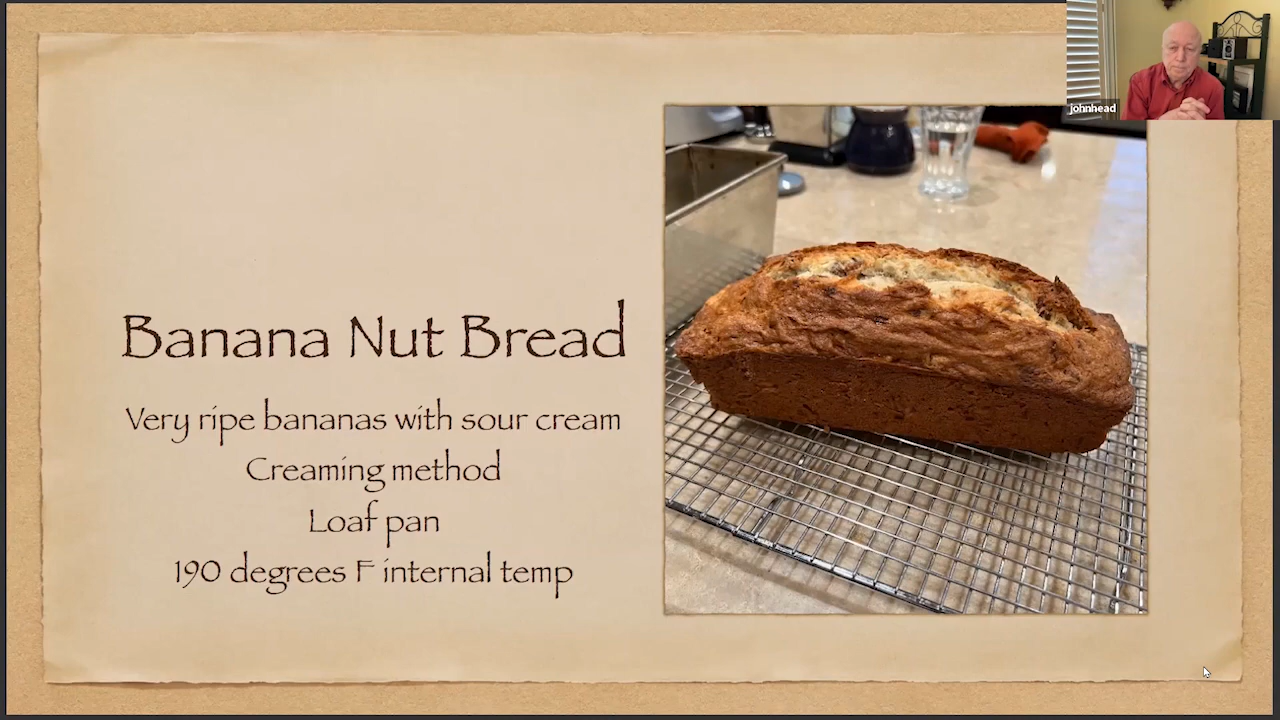 johnhead
Banana Nut Bread
Very ripe bananas with sour cream
Creaming method
Loaf pan
190 degrees F internal temp